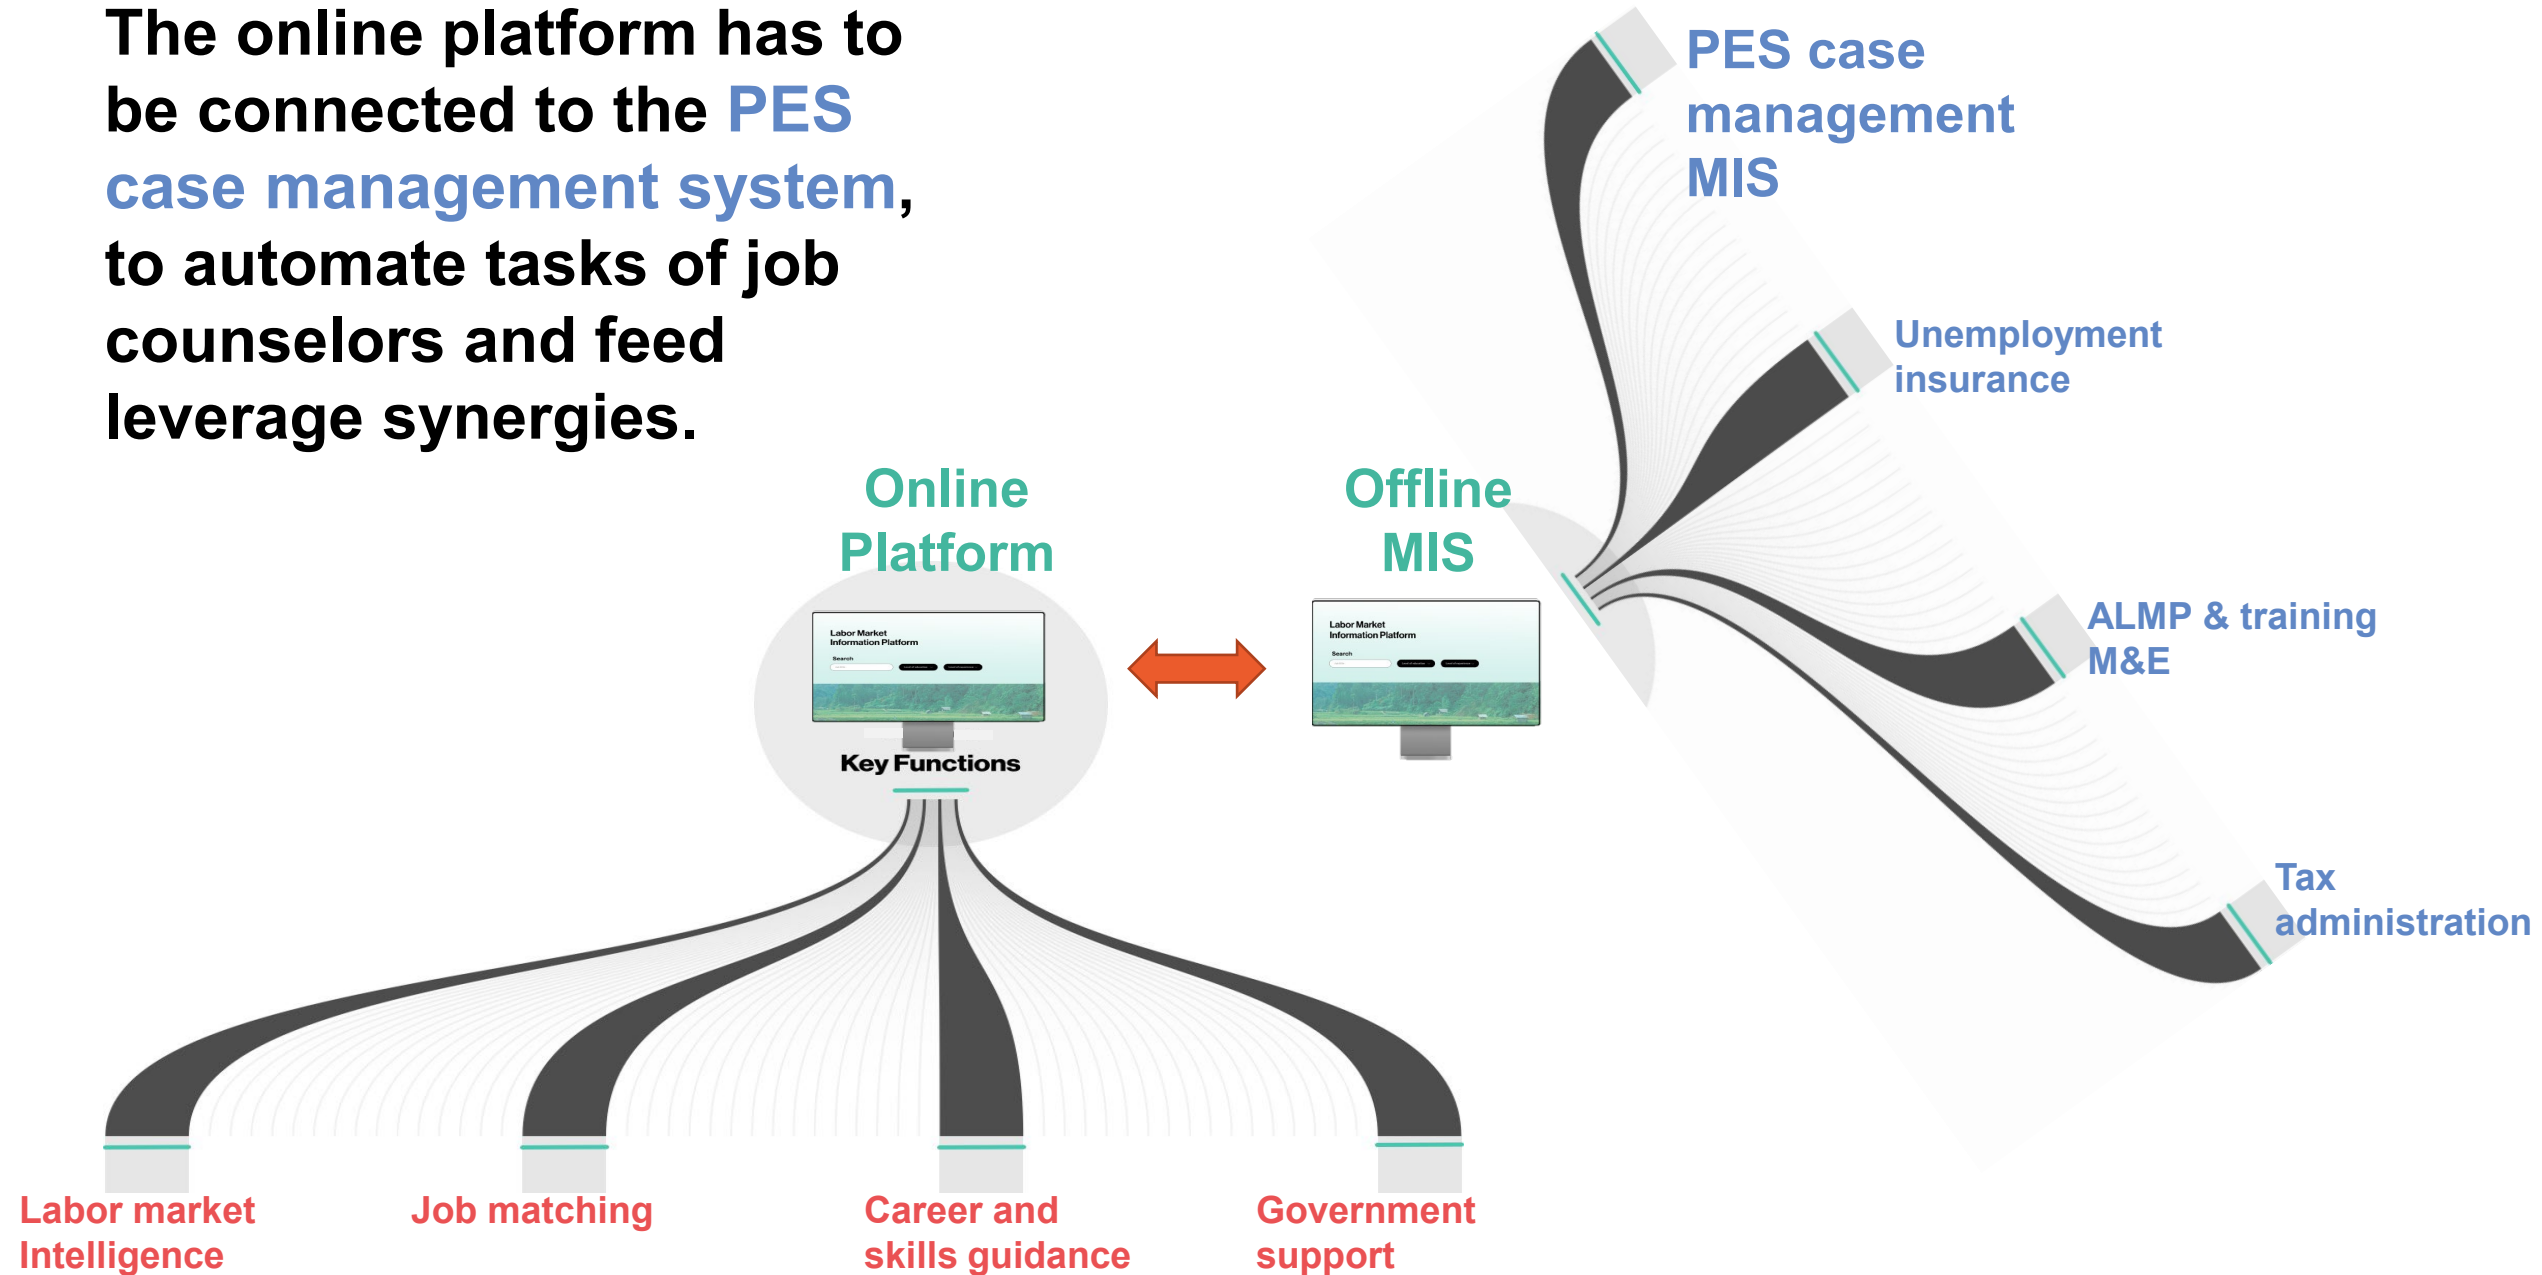 The online platform has to
be connected to the PES
case management system,
to automate tasks of job
counselors and feed
leverage synergies.
PES case
management
MIS
Unemployment
insurance
ALMP & training
M&E
Tax
administration
Online
Platform
Offline
MIS
Labor Market
Information Platform
Search
Labor Market
Information Platform
Search
Key Functions
Labor market
Intelligence
Job matching
Career and
skills guidance
Government
support